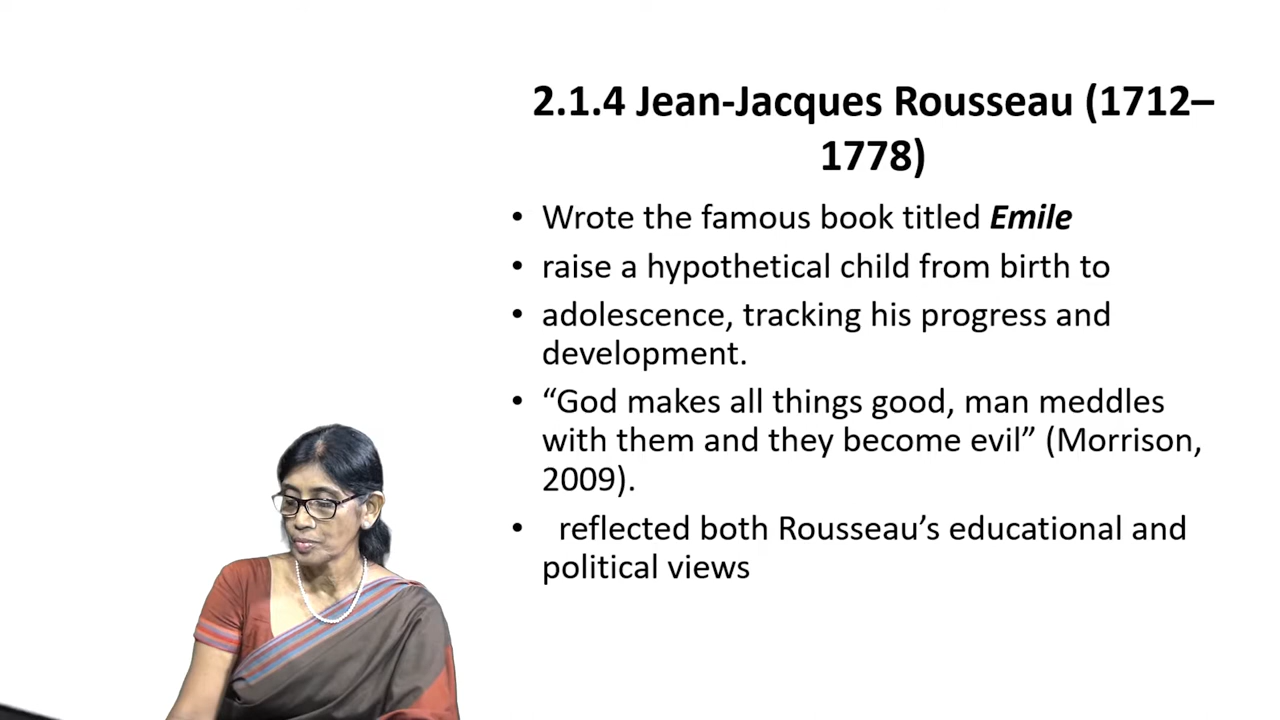 2.1.4 Jean-Jacques Rousseau (1712–
1778)
• Wrote the famous book titled Emile
• raise a hypothetical child from birth to
• adolescence, tracking his progress and
development.
• “God makes all things good, man meddles
with them and they become evil” (Morrison,
2009).
• reflected both Rousseau’s educational and
political views